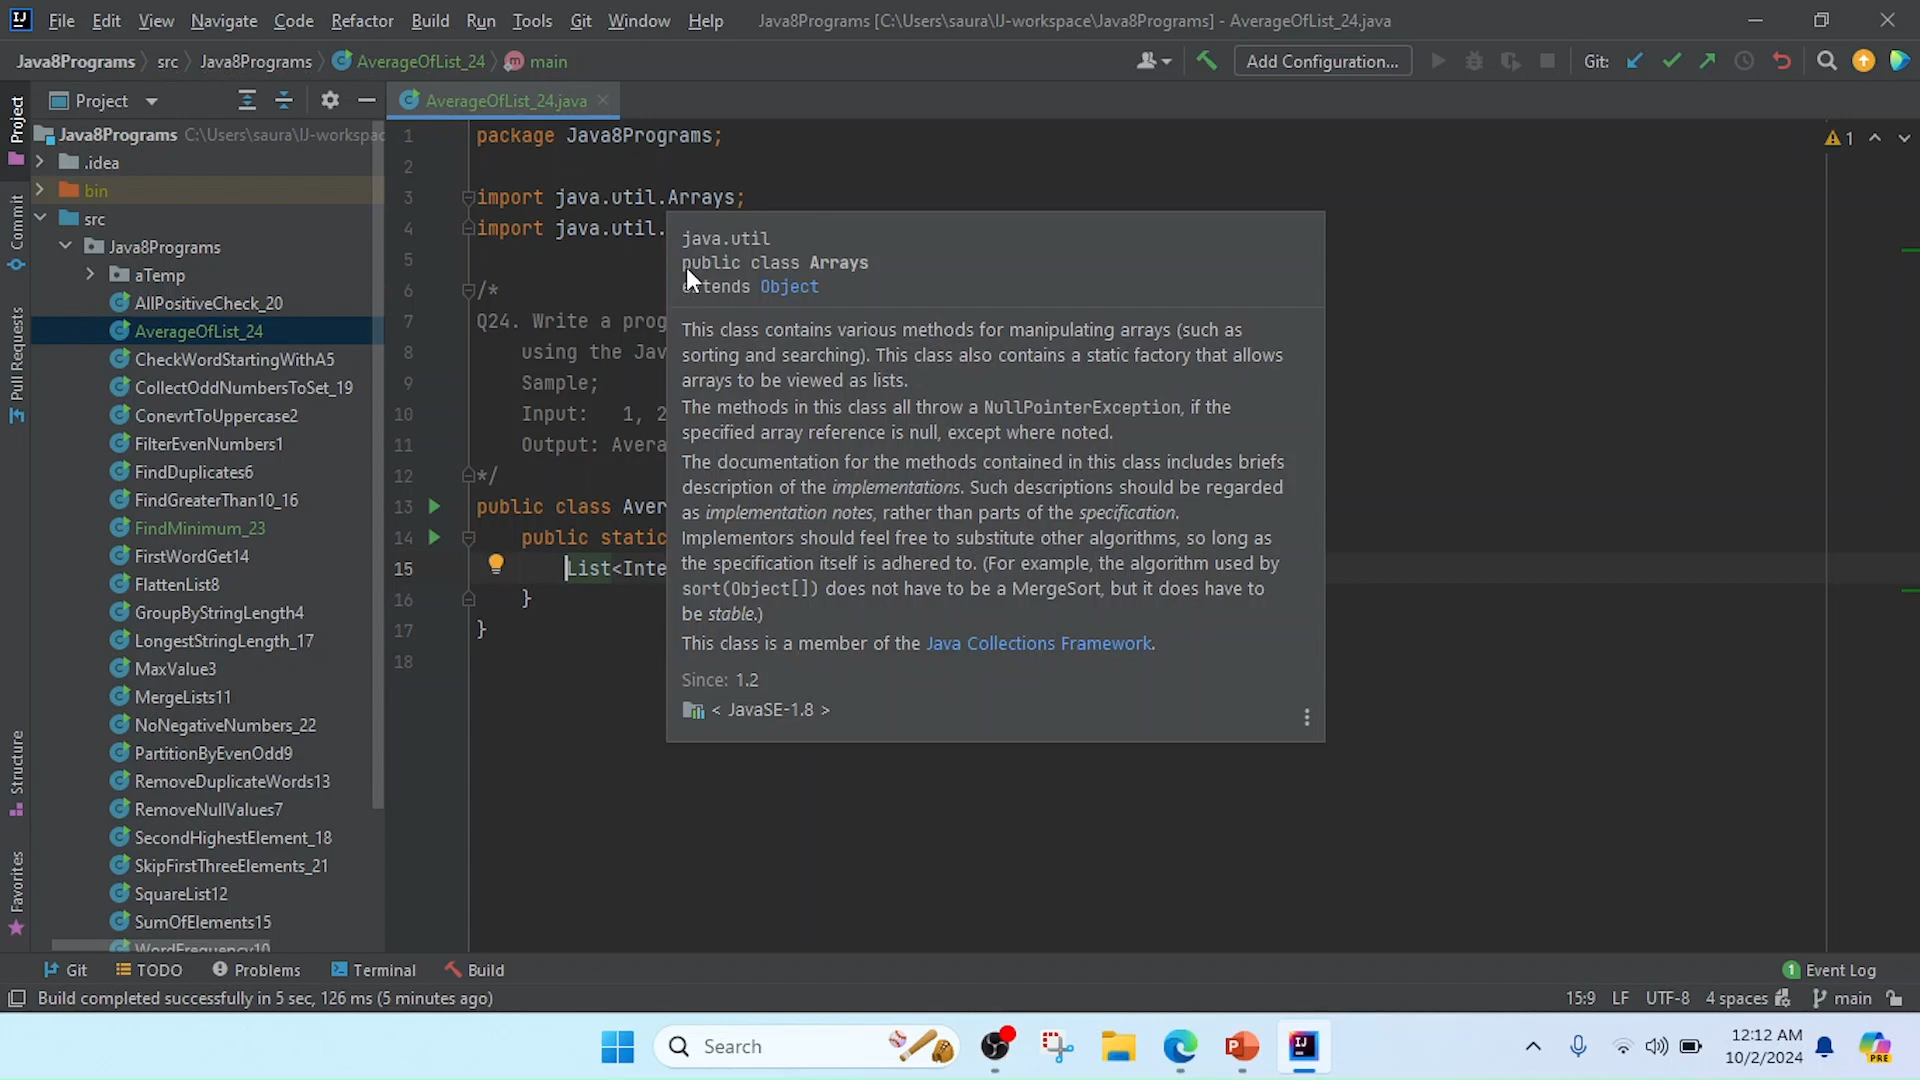 File Edit View Navigate Code Refactor Build Run Tools Git Window Help Java8Programs [C:\Users\saura\IJ-workspace\Java8Programs] - AverageOfList_24.java
Java8Programs src Java8Programs AverageOfList_24 main Add Configuration... Git:
Project AverageOfList_24.java
Java8Programs C:\Users\saura\IJ-workspac
.idea
bin
src
Java8Programs
aTemp
AllPositiveCheck_20
AverageOfList_24
CheckWordStartingWithA5
CollectOddNumbersToSet_19
ConevrtToUppercase2
FilterEvenNumbers1
FindDuplicates6
FindGreaterThan10_16
FindMinimum_23
FirstWordGet14
FlattenList8
GroupByStringLength4
LongestStringLength_17
MaxValue3
MergeLists11
NoNegativeNumbers_22
PartitionByEvenOdd9
RemoveDuplicateWords13
RemoveNullValues7
SecondHighestElement_18
SkipFirstThreeElements_21
SquareList12
SumOfElements15
WordFrequency10
Project
Commit
Pull Requests
Structure
Favorites
1 package Java8Programs;
2
3 import java.util.Arrays;
4 import java.util.
5
6 /*
7 Q24. Write a prog
8 using the Jav
9 Sample;
10 Input: 1, 2
11 Output: Avera
12 */
13 public class Aver
14 public static
15 List<Inte
16 }
17 }
18
1
java.util
public class Arrays
extends Object
This class contains various methods for manipulating arrays (such as
sorting and searching). This class also contains a static factory that allows
arrays to be viewed as lists.
The methods in this class all throw a NullPointerException, if the
specified array reference is null, except where noted.
The documentation for the methods contained in this class includes briefs
description of the implementations. Such descriptions should be regarded
as implementation notes, rather than parts of the specification.
Implementors should feel free to substitute other algorithms, so long as
the specification itself is adhered to. (For example, the algorithm used by
sort(Object[]) does not have to be a MergeSort, but it does have to
be stable.)
This class is a member of the Java Collections Framework.
Since: 1.2
< JavaSE-1.8 >
Git TODO Problems Terminal Build 1 Event Log
Build completed successfully in 5 sec, 126 ms (5 minutes ago) 15:9 LF UTF-8 4 spaces main
Search
12:12 AM
10/2/2024
PRE